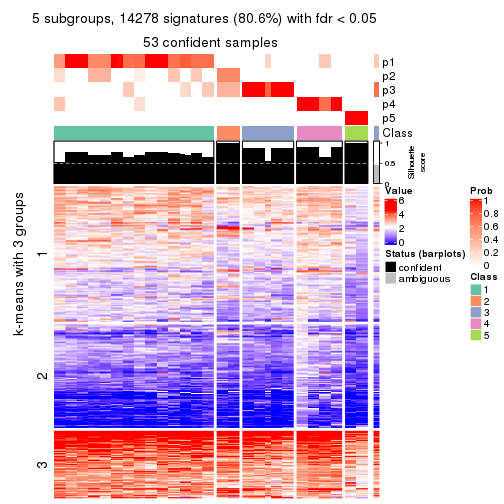 5 subgroups, 14278 signatures (80.6%) with fdr < 0.05
53 confident samples
p1
p2
p3
p4
p5
Class
1
0.5
0
Silhouette
score
k-means with 3 groups
1
2
3
Value
6
4
2
0
Status (barplots)
confident
ambiguous
Prob
1
0.8
0.6
0.4
0.2
0
Class
1
2
3
4
5